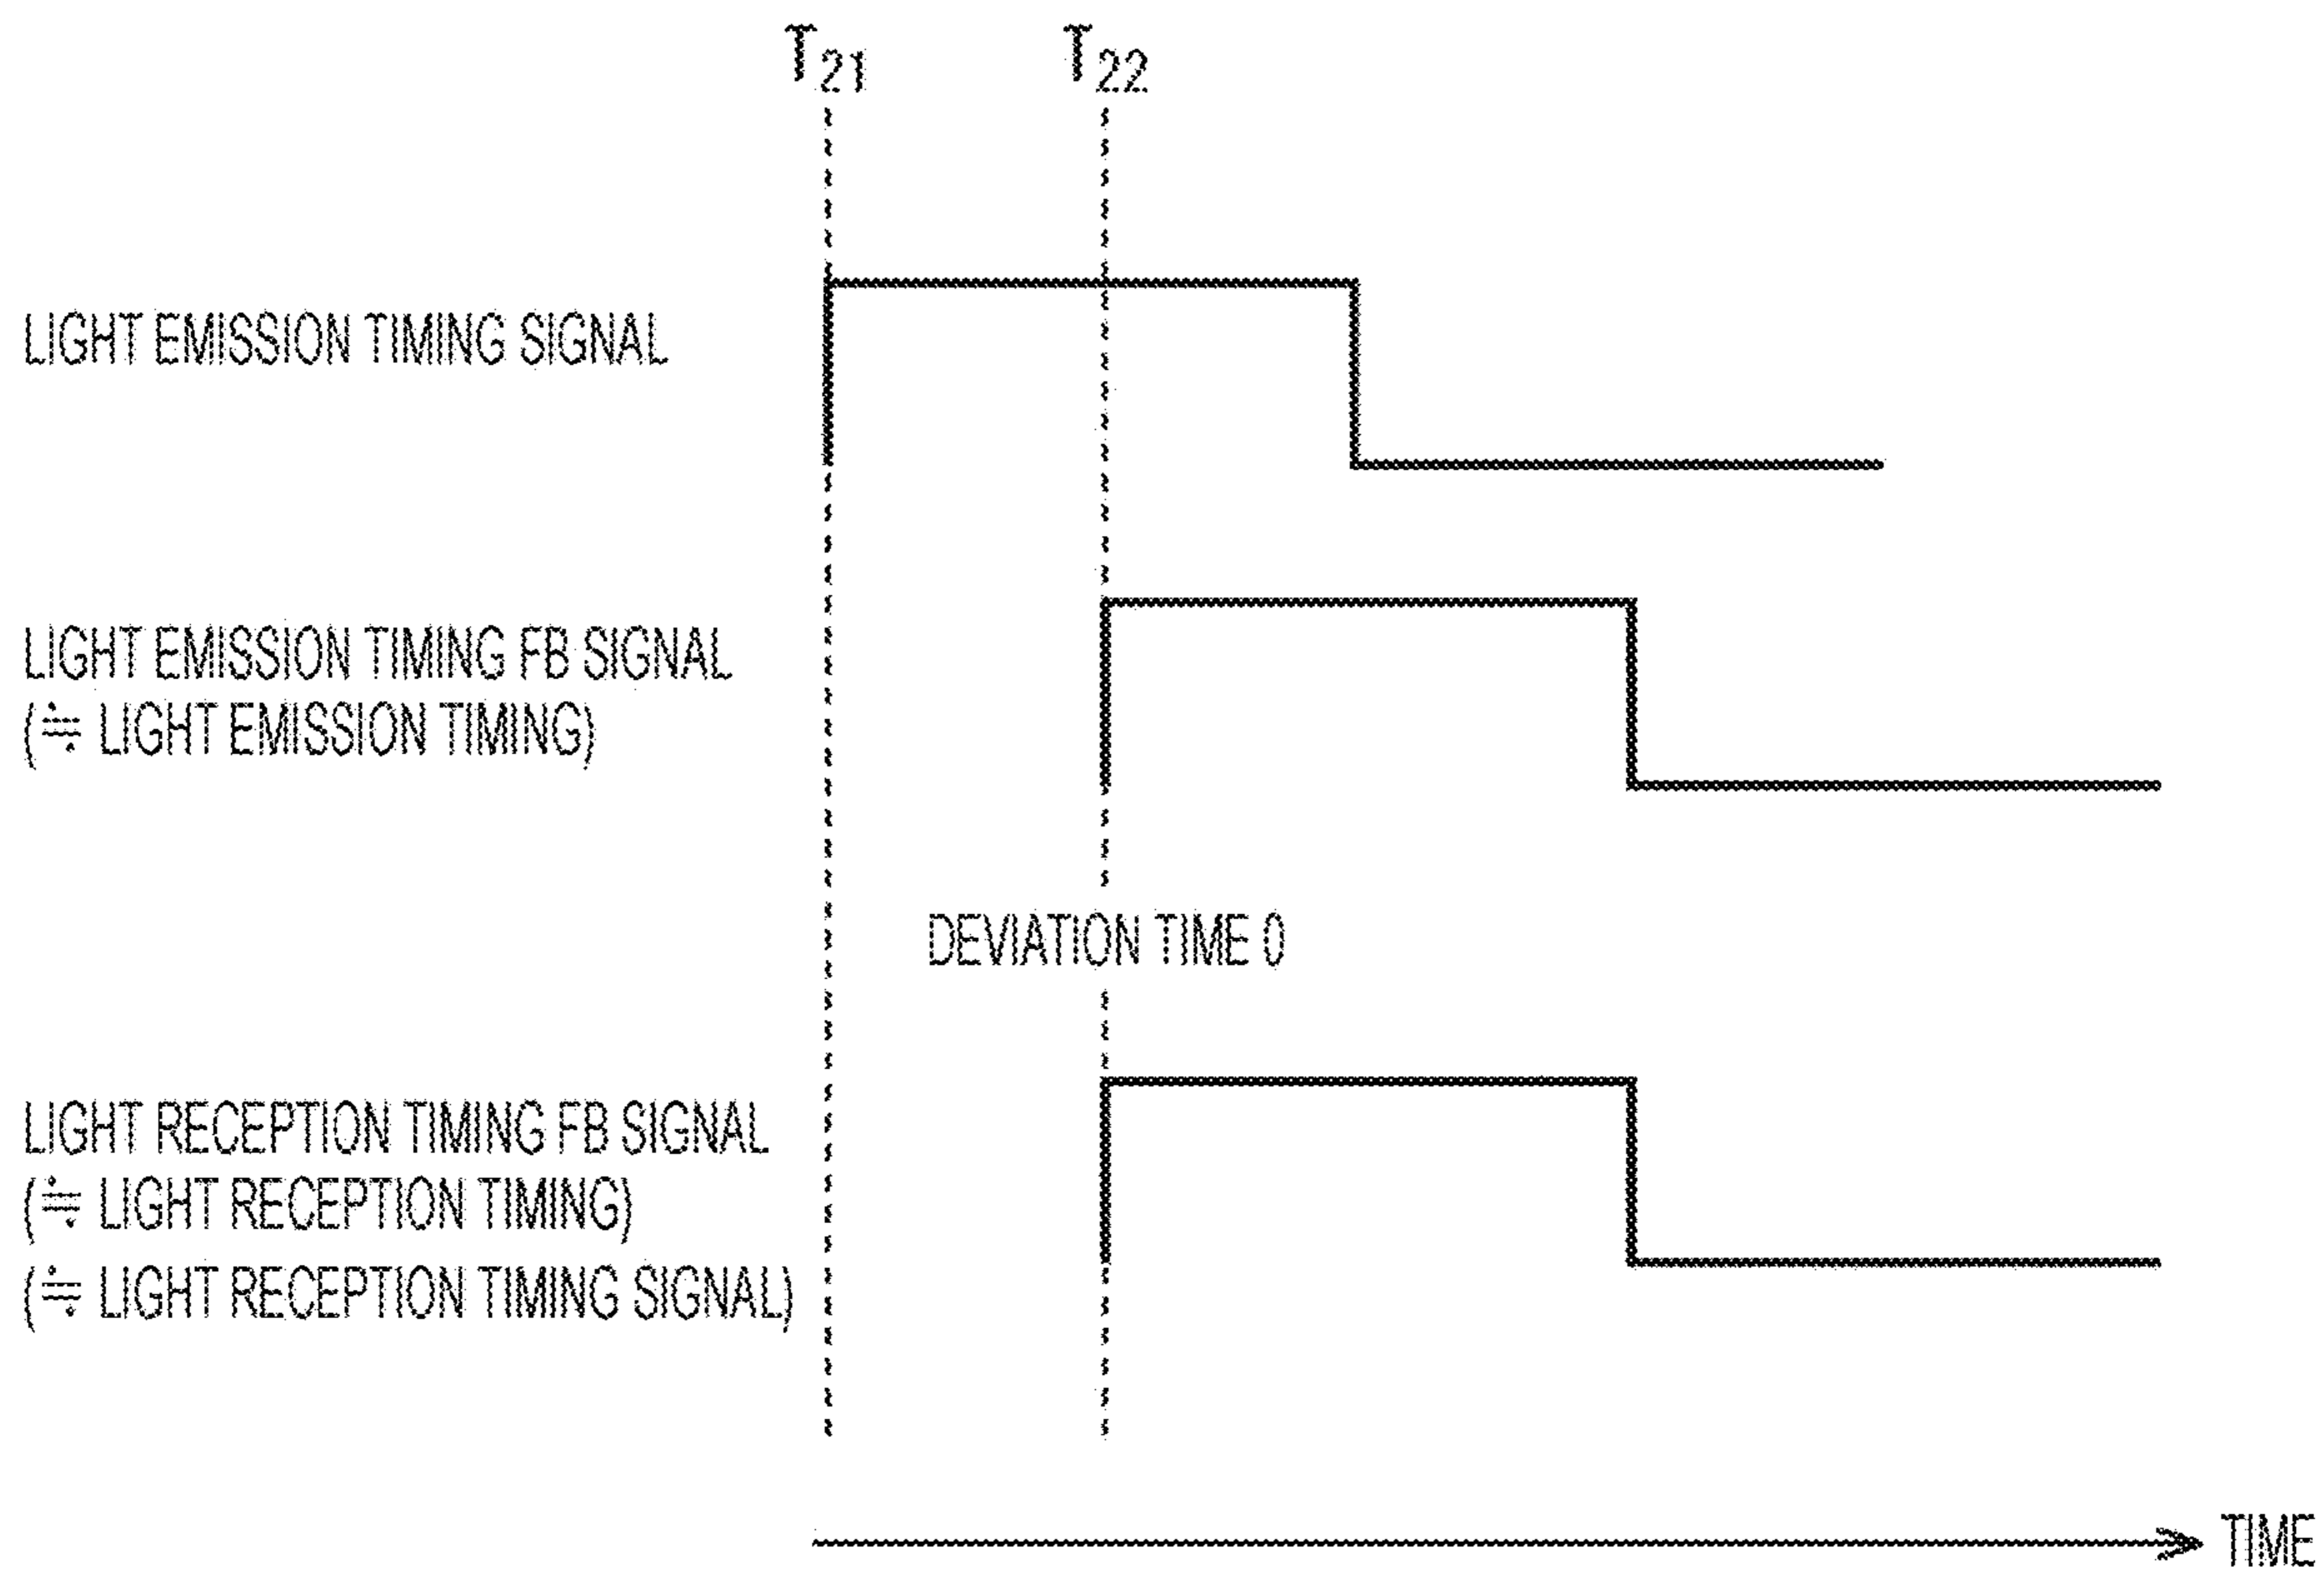 T21 T22
LIGHT EMISSION TIMING SIGNAL
LIGHT EMISSION TIMING FB SIGNAL
(≒ LIGHT EMISSION TIMING)
DEVIATION TIME 0
LIGHT RECEPTION TIMING FB SIGNAL
(≒ LIGHT RECEPTION TIMING)
(≒ LIGHT RECEPTION TIMING SIGNAL)
TIME